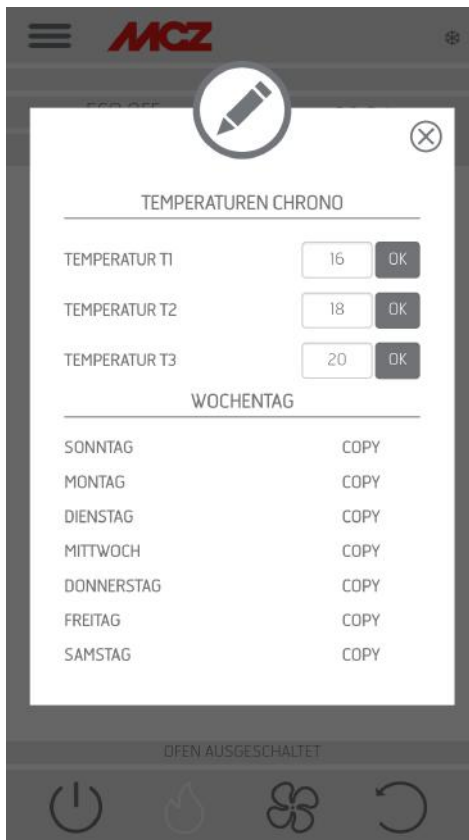 MCZ
TEMPERATUREN CHRONO
TEMPERATUR T1 16 OK
TEMPERATUR T2 18 OK
TEMPERATUR T3 20 OK
WOCHENTAG
SONNTAG COPY
MONTAG COPY
DIENSTAG COPY
MITTWOCH COPY
DONNERSTAG COPY
FREITAG COPY
SAMSTAG COPY
OFEN AUSGESCHALTET